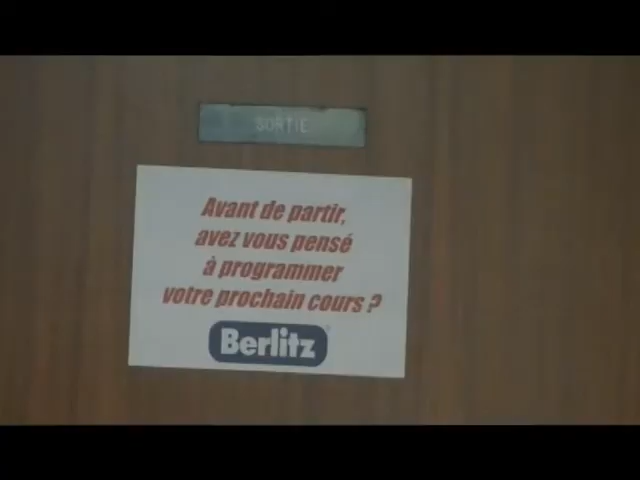 SORTIE
Avant de partir,
avez vous pensé
à programmer
votre prochain cours ?
Berlitz